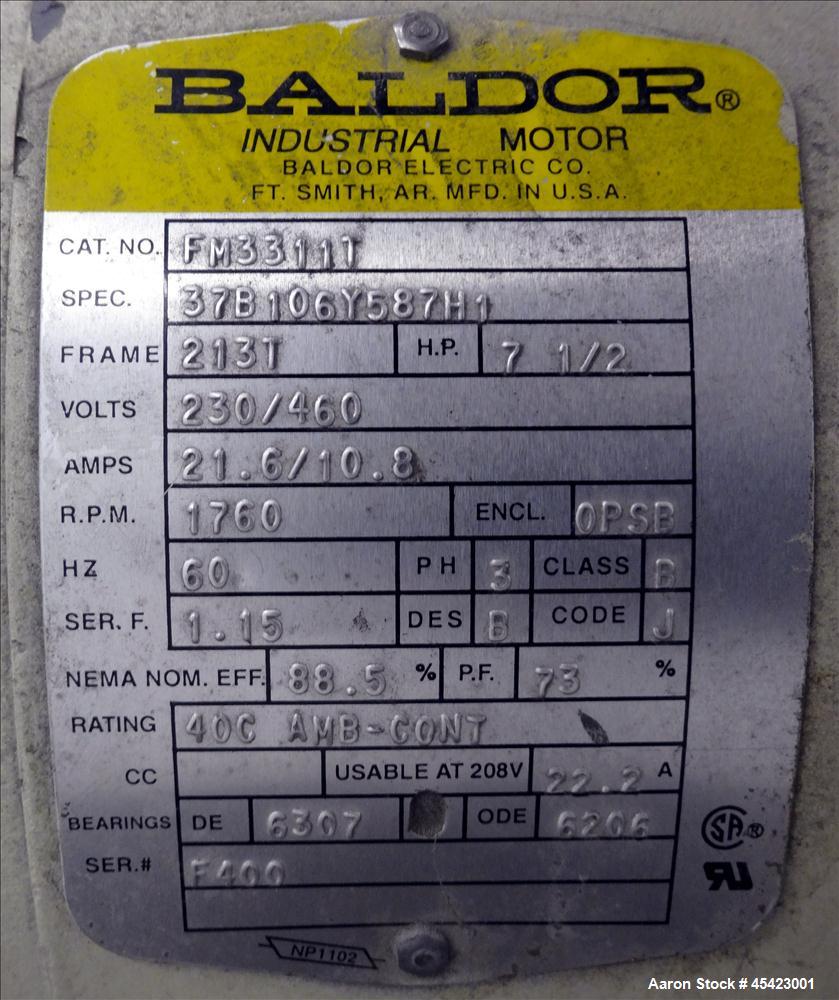 BALDOR®
INDUSTRIAL MOTOR
BALDOR ELECTRIC CO.
FT. SMITH, AR. MFD. IN U.S.A.
CAT. NO. FM3311T
SPEC. 37B106Y587H1
FRAME 213T H.P. 7 1/2
VOLTS 230/460
AMPS 21.6/10.8
R.P.M. 1760 ENCL. OPSB
HZ 60 PH 3 CLASS B
SER. F. 1.15 DES B CODE J
NEMA NOM. EFF. 88.5 % P.F. 73 %
RATING 40C AMB-CONT
CC USABLE AT 208V 22.2 A
BEARINGS DE 6307 ODE 6206
SER.# F400
SA ®
RU
NP1102
Aaron Stock # 45423001